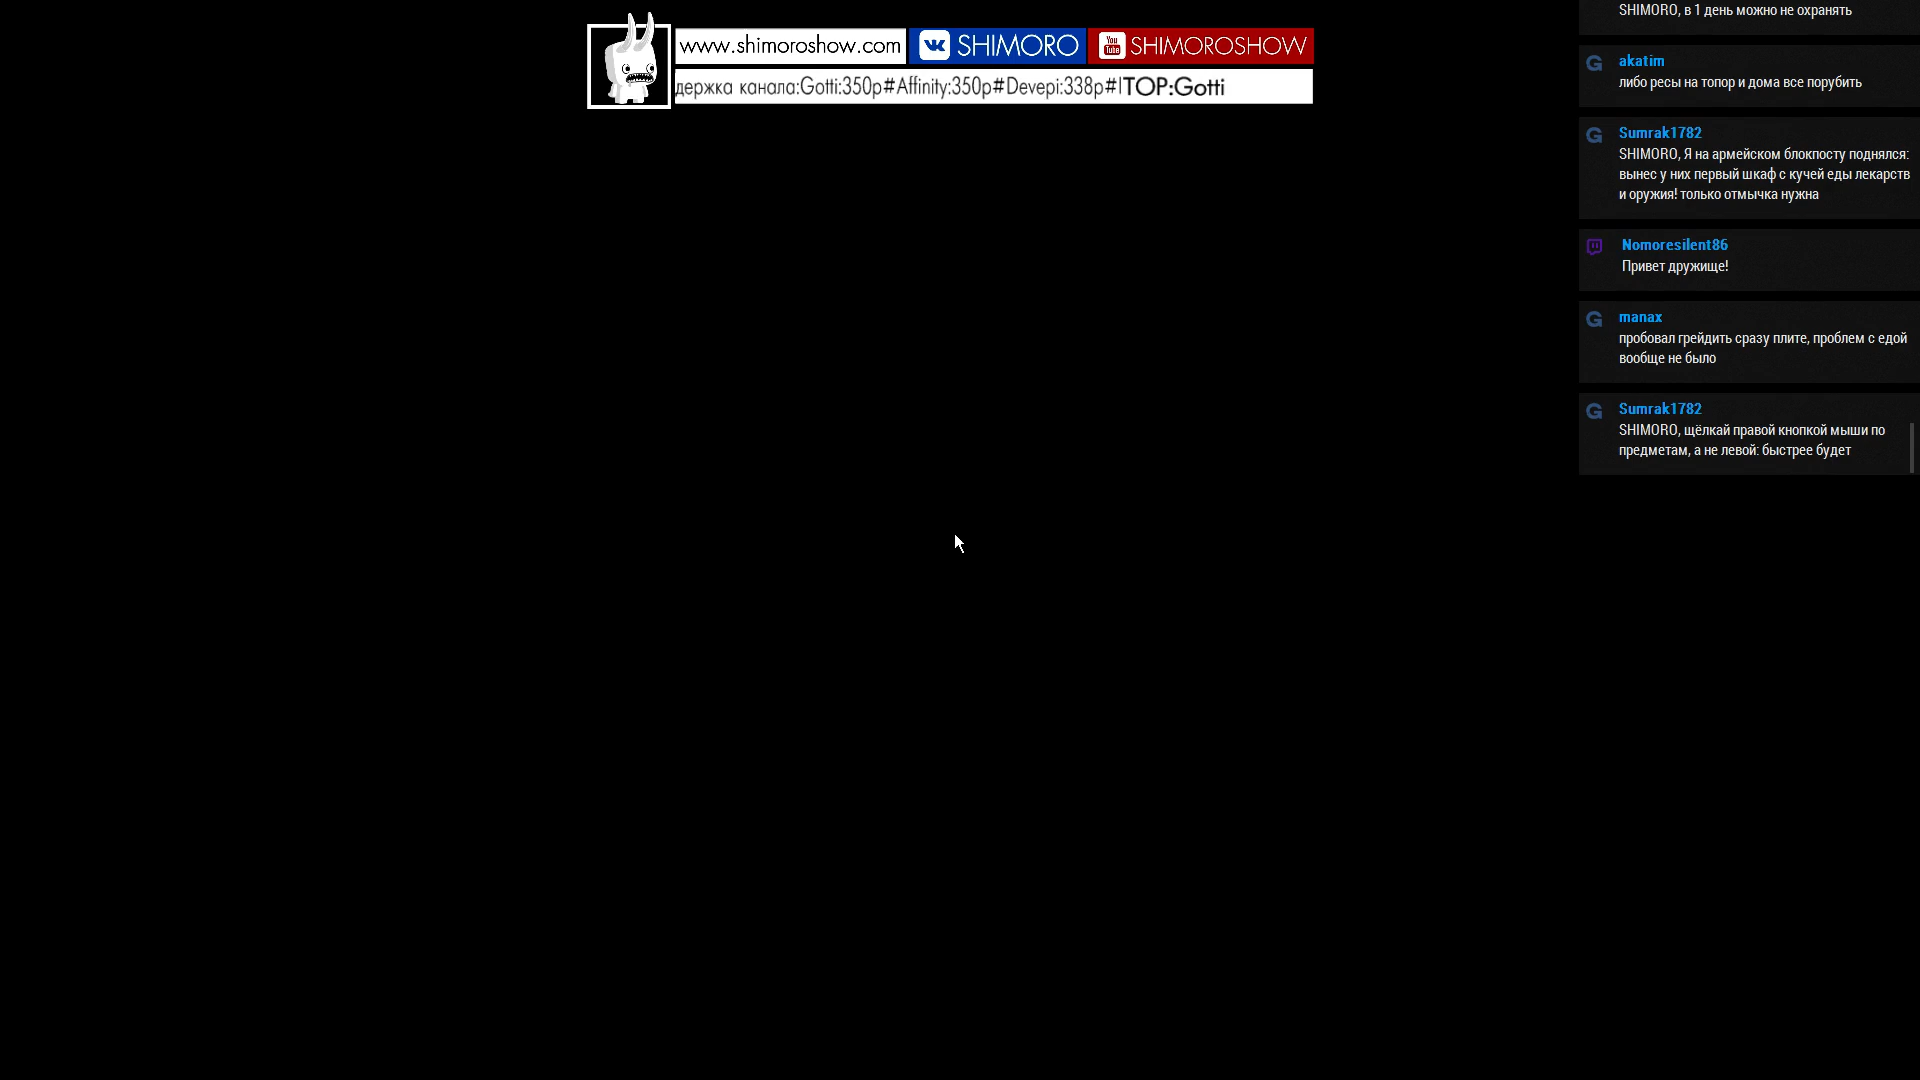 www.shimoroshow.com
SHIMORO
You Tube
SHIMOROSHOW
держка канала:Gotti:350р#Affinity:350р#Devepi:338р#
TOP:Gotti
SHIMORO, в 1 день можно не охранять
akatim
либо ресы на топор и дома все порубить
Sumrak1782
SHIMORO, Я на армейском блокпосту поднялся:
вынес у них первый шкаф с кучей еды лекарств
и оружия! только отмычка нужна
Nomoresilent86
Привет дружище!
manax
пробовал грейдить сразу плите, проблем с едой
вообще не было
Sumrak1782
SHIMORO, щёлкай правой кнопкой мыши по
предметам, а не левой: быстрее будет